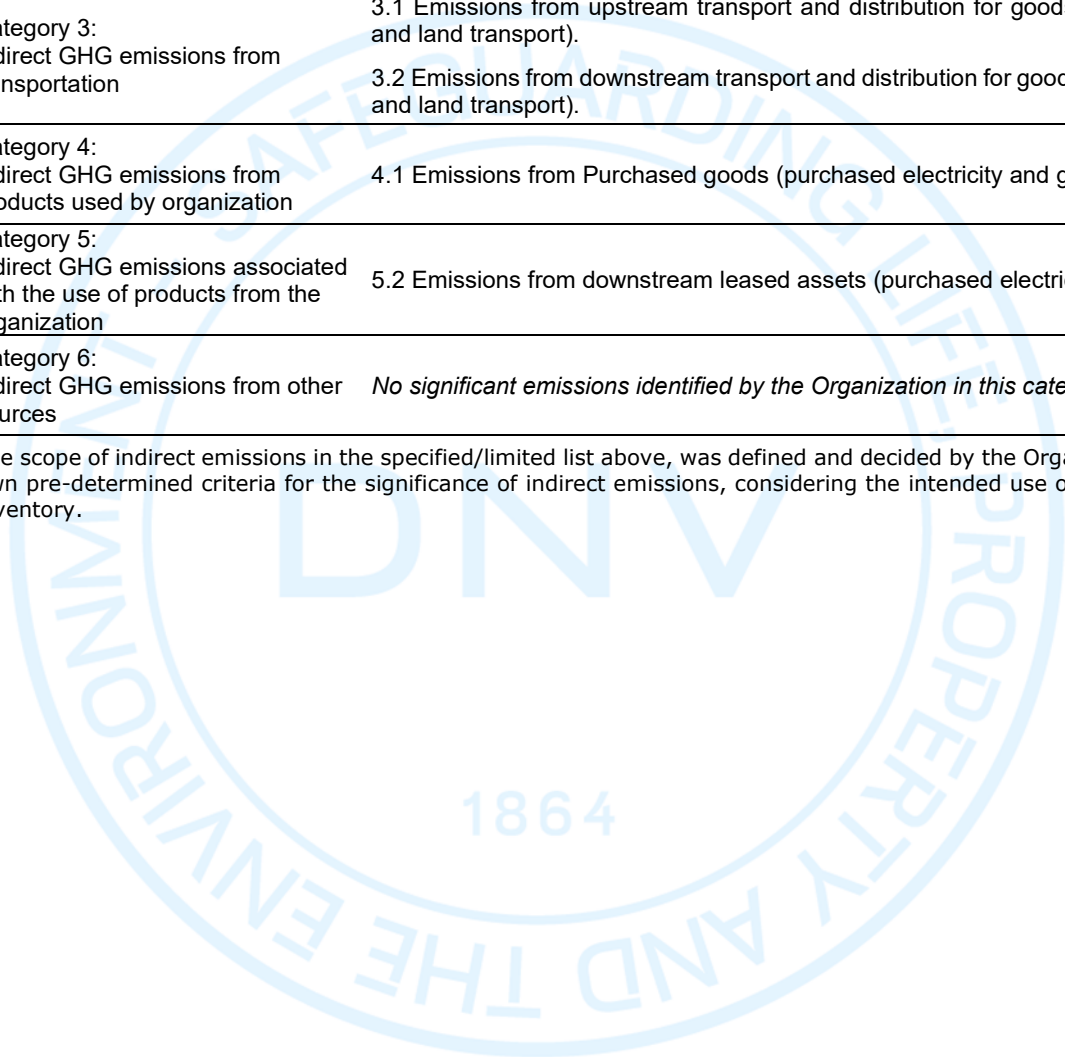 3.1 Emissions from upstream transport and distribution for goods
ategory 3:
and land transport).
direct GHG emissions from
nsportation
3.2 Emissions from downstream transport and distribution for good
and land transport).
ategory 4:
direct GHG emissions from
oducts used by organization
4.1 Emissions from Purchased goods (purchased electricity and g
ategory 5:
direct GHG emissions associated
th the use of products from the
ganization
5.2 Emissions from downstream leased assets (purchased electri
ategory 6:
direct GHG emissions from other
urces
No significant emissions identified by the Organization in this cate
e scope of indirect emissions in the specified/limited list above, was defined and decided by the Orga
n pre-determined criteria for the significance of indirect emissions, considering the intended use o
ventory.
SAFEGUARDING LIFE, PROPERTY AND THE ENVIRONMENT
DNV
1864